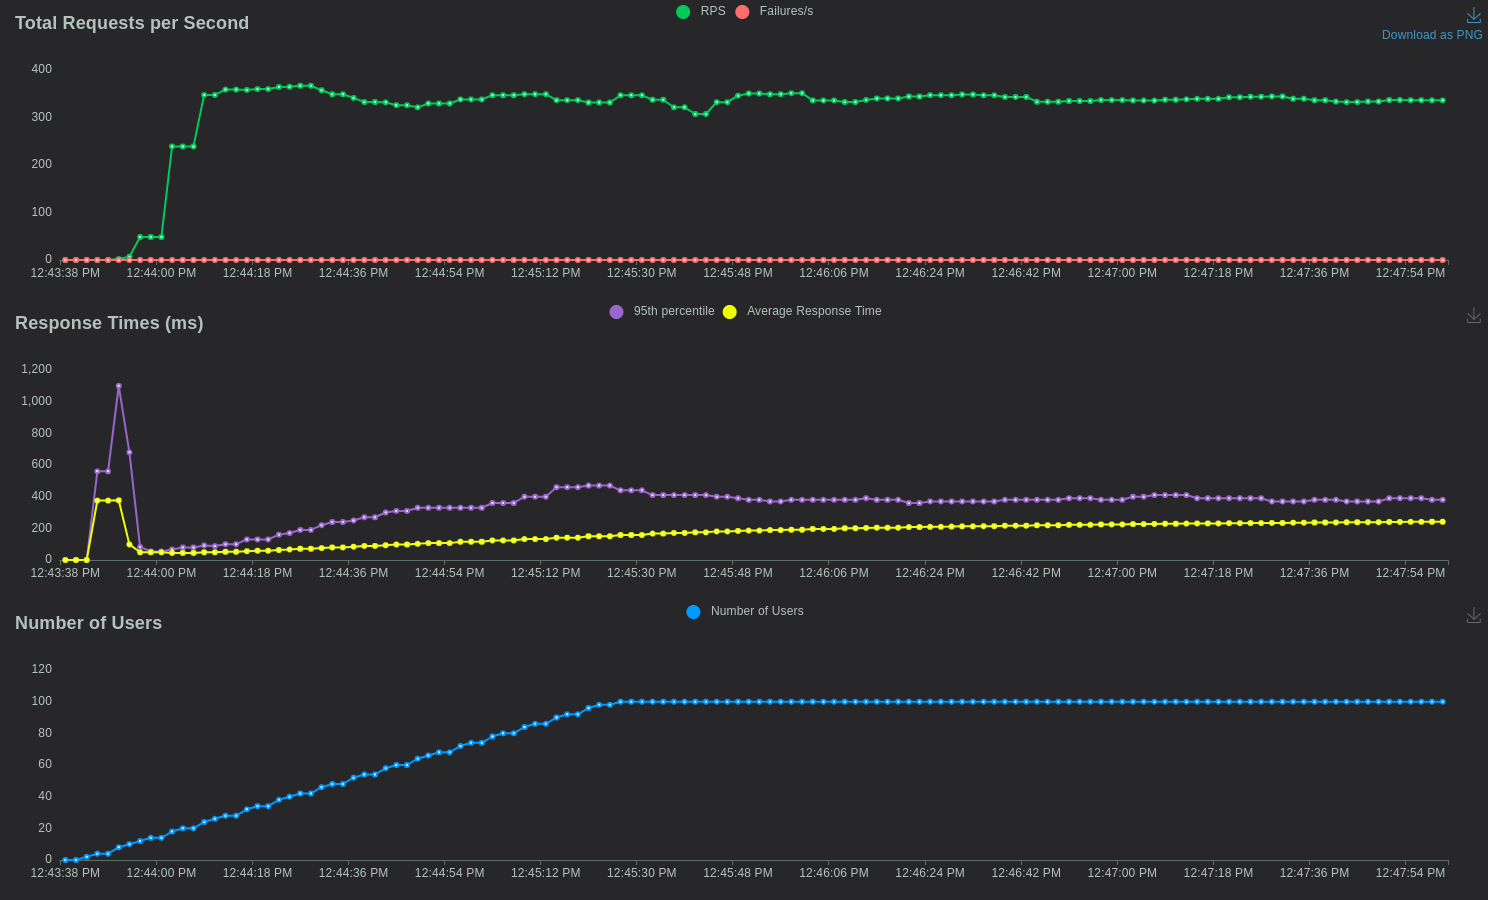 Total Requests per Second
RPS Failures/s
Download as PNG
400
300
200
100
0
12:43:38 PM 12:44:00 PM 12:44:18 PM 12:44:36 PM 12:44:54 PM 12:45:12 PM 12:45:30 PM 12:45:48 PM 12:46:06 PM 12:46:24 PM 12:46:42 PM 12:47:00 PM 12:47:18 PM 12:47:36 PM 12:47:54 PM
Response Times (ms)
95th percentile Average Response Time
1,200
1,000
800
600
400
200
0
12:43:38 PM 12:44:00 PM 12:44:18 PM 12:44:36 PM 12:44:54 PM 12:45:12 PM 12:45:30 PM 12:45:48 PM 12:46:06 PM 12:46:24 PM 12:46:42 PM 12:47:00 PM 12:47:18 PM 12:47:36 PM 12:47:54 PM
Number of Users
Number of Users
120
100
80
60
40
20
0
12:43:38 PM 12:44:00 PM 12:44:18 PM 12:44:36 PM 12:44:54 PM 12:45:12 PM 12:45:30 PM 12:45:48 PM 12:46:06 PM 12:46:24 PM 12:46:42 PM 12:47:00 PM 12:47:18 PM 12:47:36 PM 12:47:54 PM